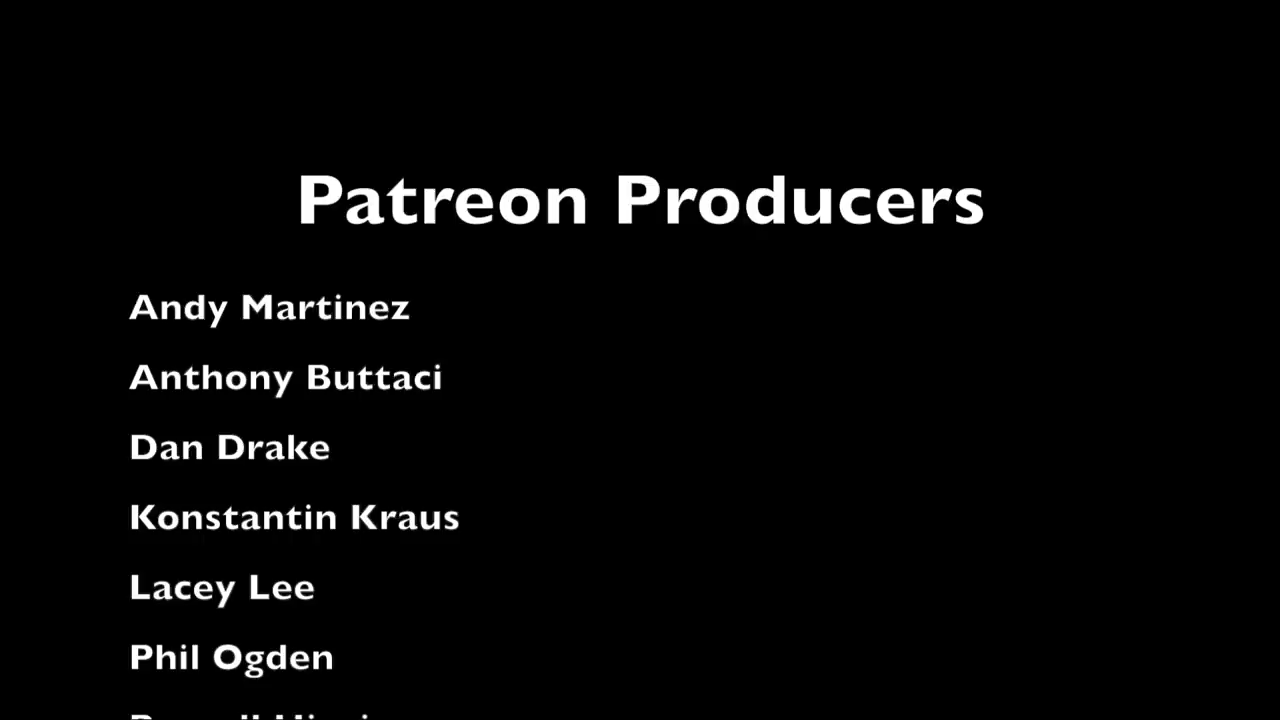 Patreon Producers
Andy Martinez
Anthony Buttaci
Dan Drake
Konstantin Kraus
Lacey Lee
Phil Ogden